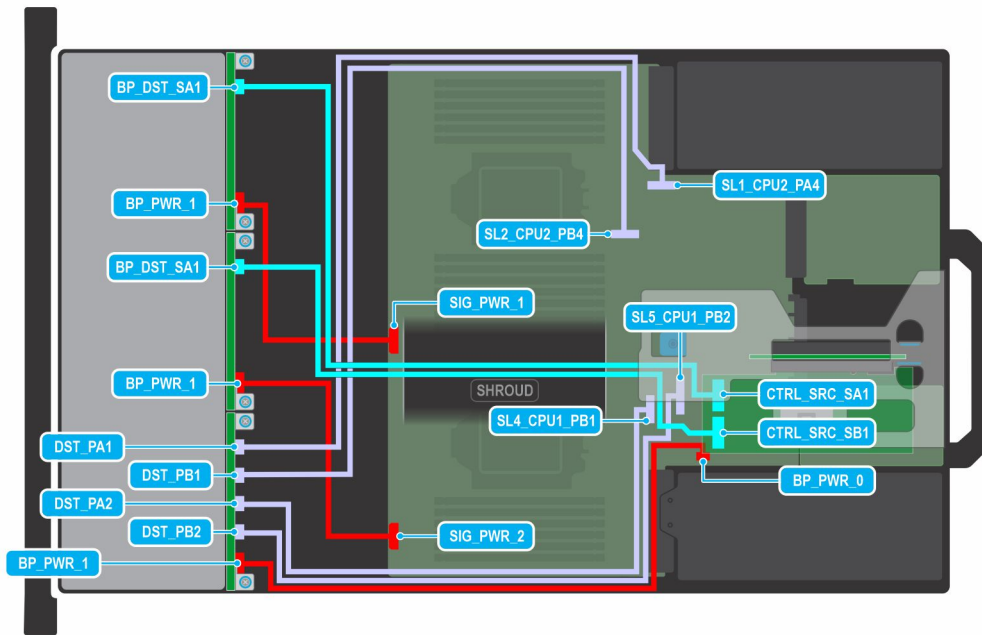 BP_DST_SA1
BP_PWR_1
BP_DST_SA1
BP_PWR_1
DST_PA1
DST_PB1
DST_PA2
DST_PB2
BP_PWR_1
SL1_CPU2_PA4
SL2_CPU2_PB4
SIG_PWR_1
SL5_CPU1_PB2
SHROUD
CTRL_SRC_SA1
SL4_CPU1_PB1
CTRL_SRC_SB1
BP_PWR_0
SIG_PWR_2